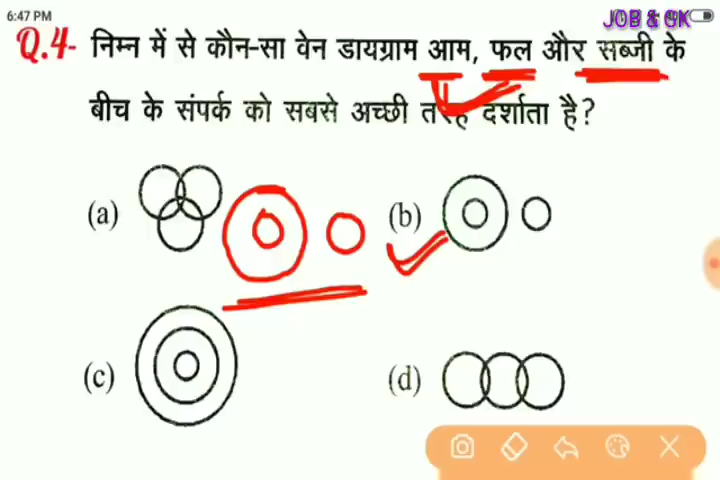 6:47 PM
JOB & GK
Q.4- निम्न में से कौन-सा वेन डायग्राम आम, फल और सब्जी के
बीच के संपर्क को सबसे अच्छी तरह दर्शाता है?
(a) (b)
(c) (d)